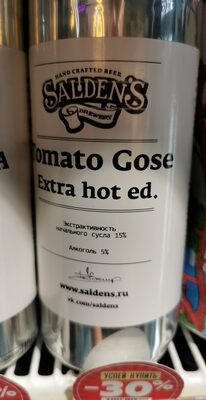 HAND CRAFTED BEER
SALDEN'S
BREWERY
Tomato Gose
Extra hot ed.
Экстрактивность
начального сусла 15%
Алкоголь 5%
www.saldens.ru
vk.com/saldens
УСПЕЙ КУПИТЬ
-30%
0%